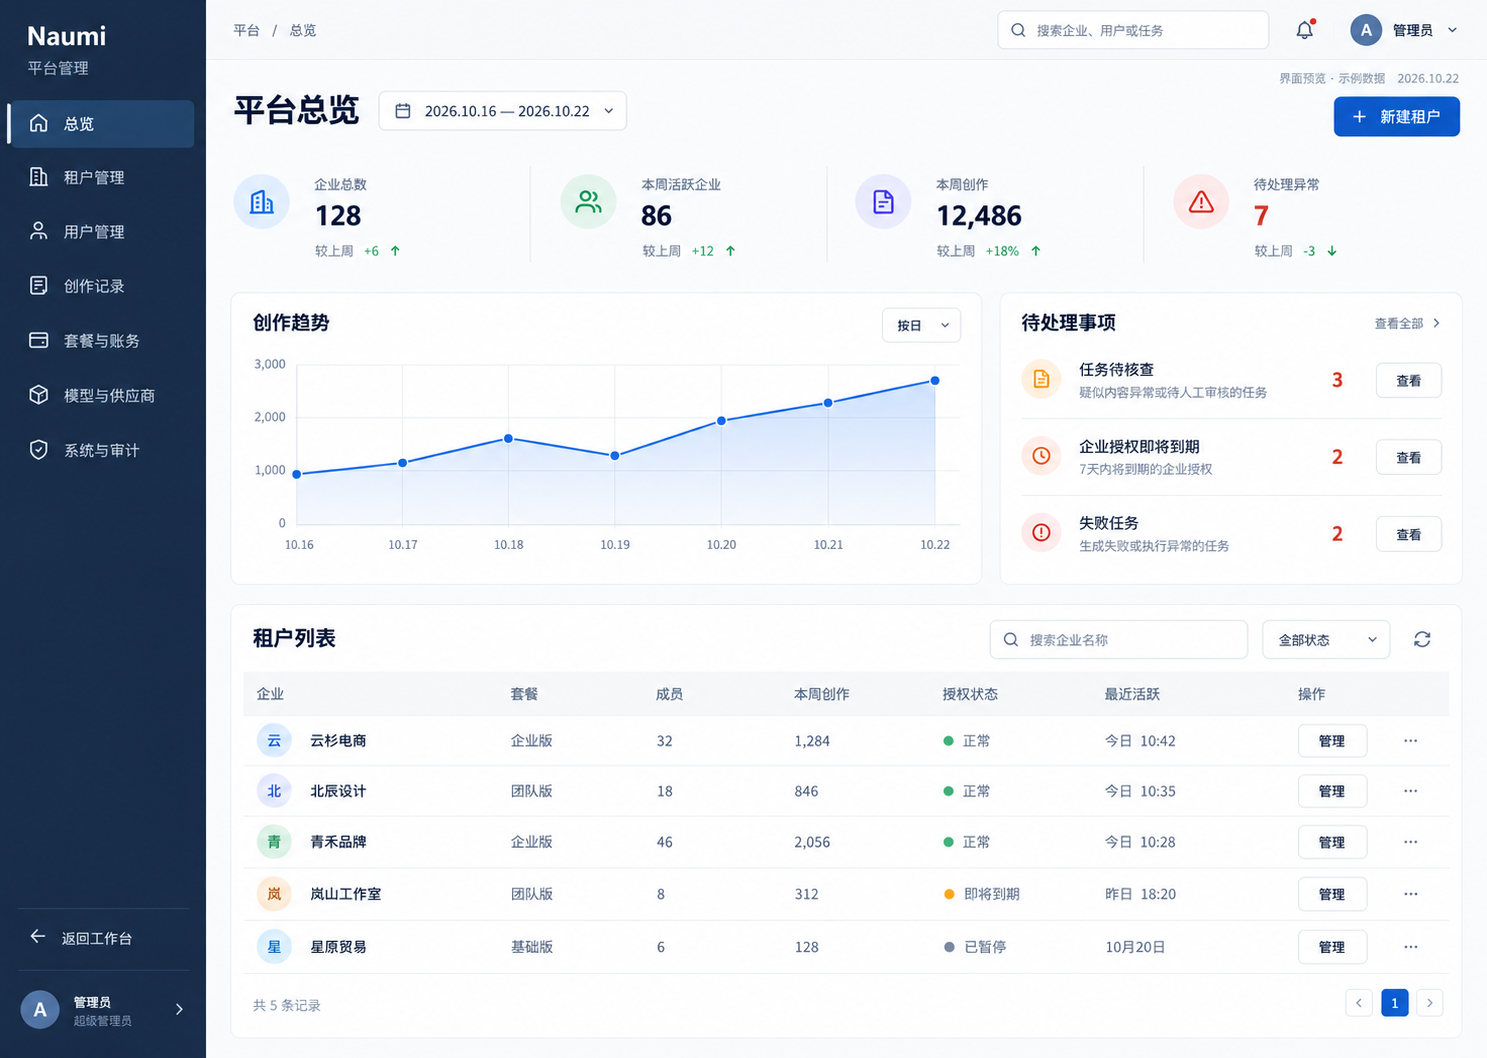 Naumi
平台管理
总览
租户管理
用户管理
创作记录
套餐与账务
模型与供应商
系统与审计
返回工作台
A 管理员
超级管理员
平台 / 总览
搜索企业、用户或任务
A 管理员
界面预览 · 示例数据 2026.10.22
平台总览
2026.10.16 — 2026.10.22
+ 新建租户
企业总数
128
较上周 +6 ↑
本周活跃企业
86
较上周 +12 ↑
本周创作
12,486
较上周 +18% ↑
待处理异常
7
较上周 -3 ↓
创作趋势
按日
3,000
2,000
1,000
0
10.16 10.17 10.18 10.19 10.20 10.21 10.22
待处理事项
查看全部 >
任务待核查
疑似内容异常或待人工审核的任务
3
查看
企业授权即将到期
7天内将到期的企业授权
2
查看
失败任务
生成失败或执行异常的任务
2
查看
租户列表
搜索企业名称
全部状态
企业 套餐 成员 本周创作 授权状态 最近活跃 操作
云 云杉电商 企业版 32 1,284 正常 今日 10:42 管理 ···
北 北辰设计 团队版 18 846 正常 今日 10:35 管理 ···
青 青禾品牌 企业版 46 2,056 正常 今日 10:28 管理 ···
岚 岚山工作室 团队版 8 312 即将到期 昨日 18:20 管理 ···
星 星原贸易 基础版 6 128 已暂停 10月20日 管理 ···
共 5 条记录
< 1 >